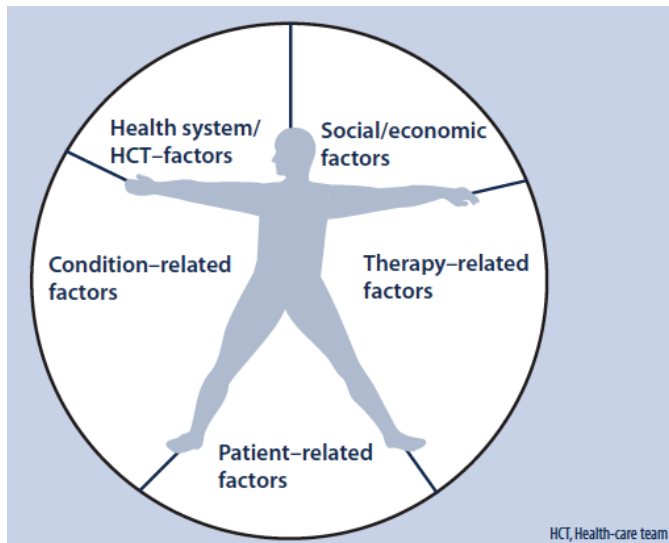 Health system/
HCT–factors
Social/economic
factors
Condition–related
factors
Therapy–related
factors
Patient–related
factors
HCT, Health-care team